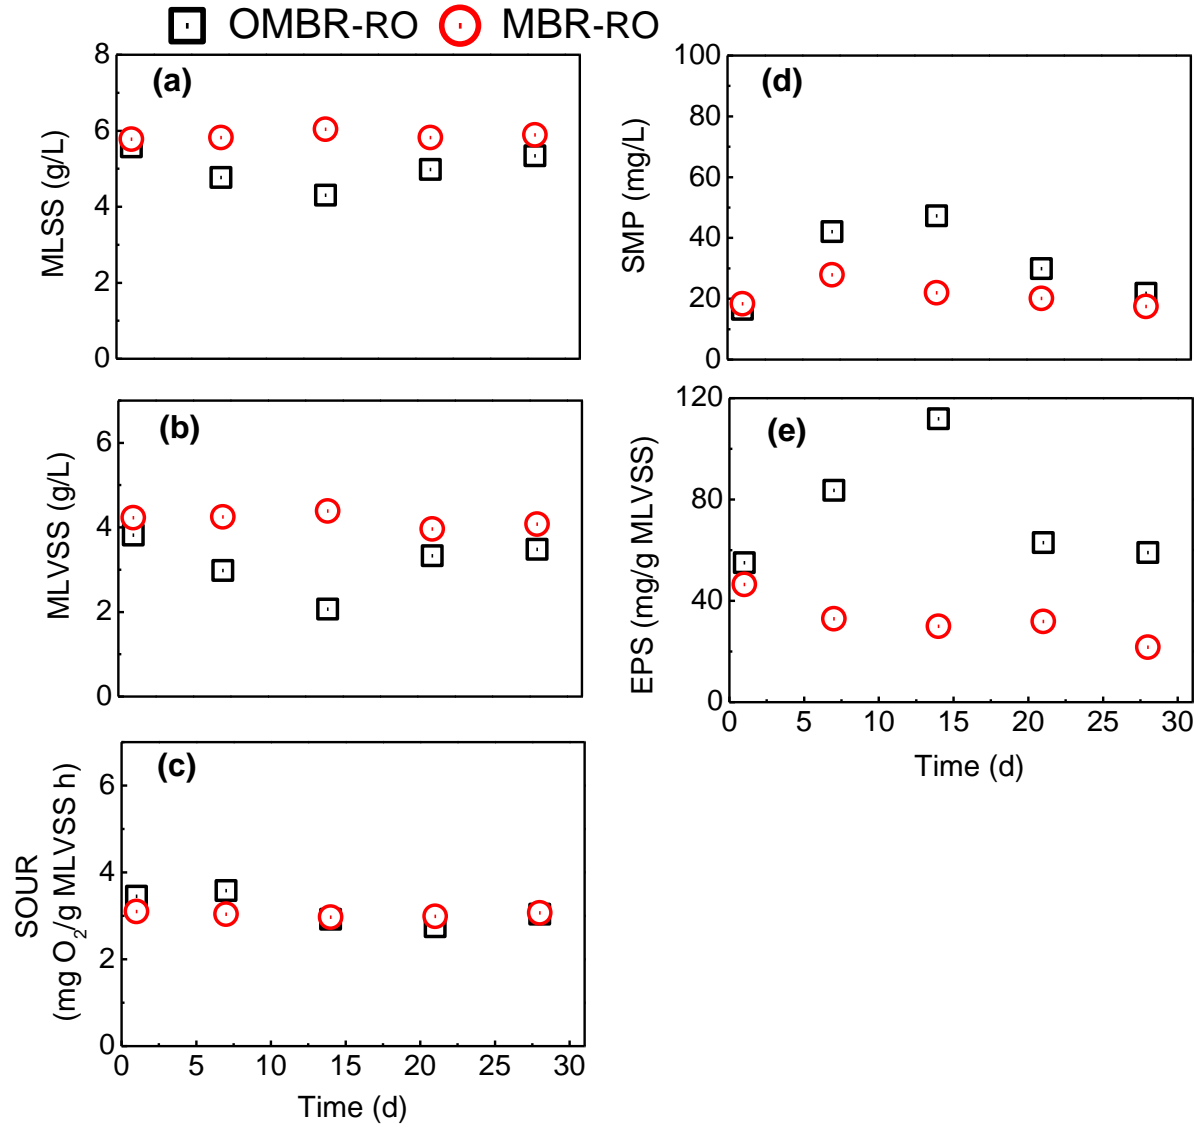 OMBR-RO MBR-RO
(a)
MLSS (g/L)
8
6
4
2
0
(b)
MLVSS (g/L)
6
4
2
0
(c)
SOUR
(mg O₂/g MLVSS h)
6
4
2
0
0 5 10 15 20 25 30
Time (d)
(d)
SMP (mg/L)
100
80
60
40
20
0
(e)
EPS (mg/g MLVSS)
120
80
40
0
0 5 10 15 20 25 30
Time (d)